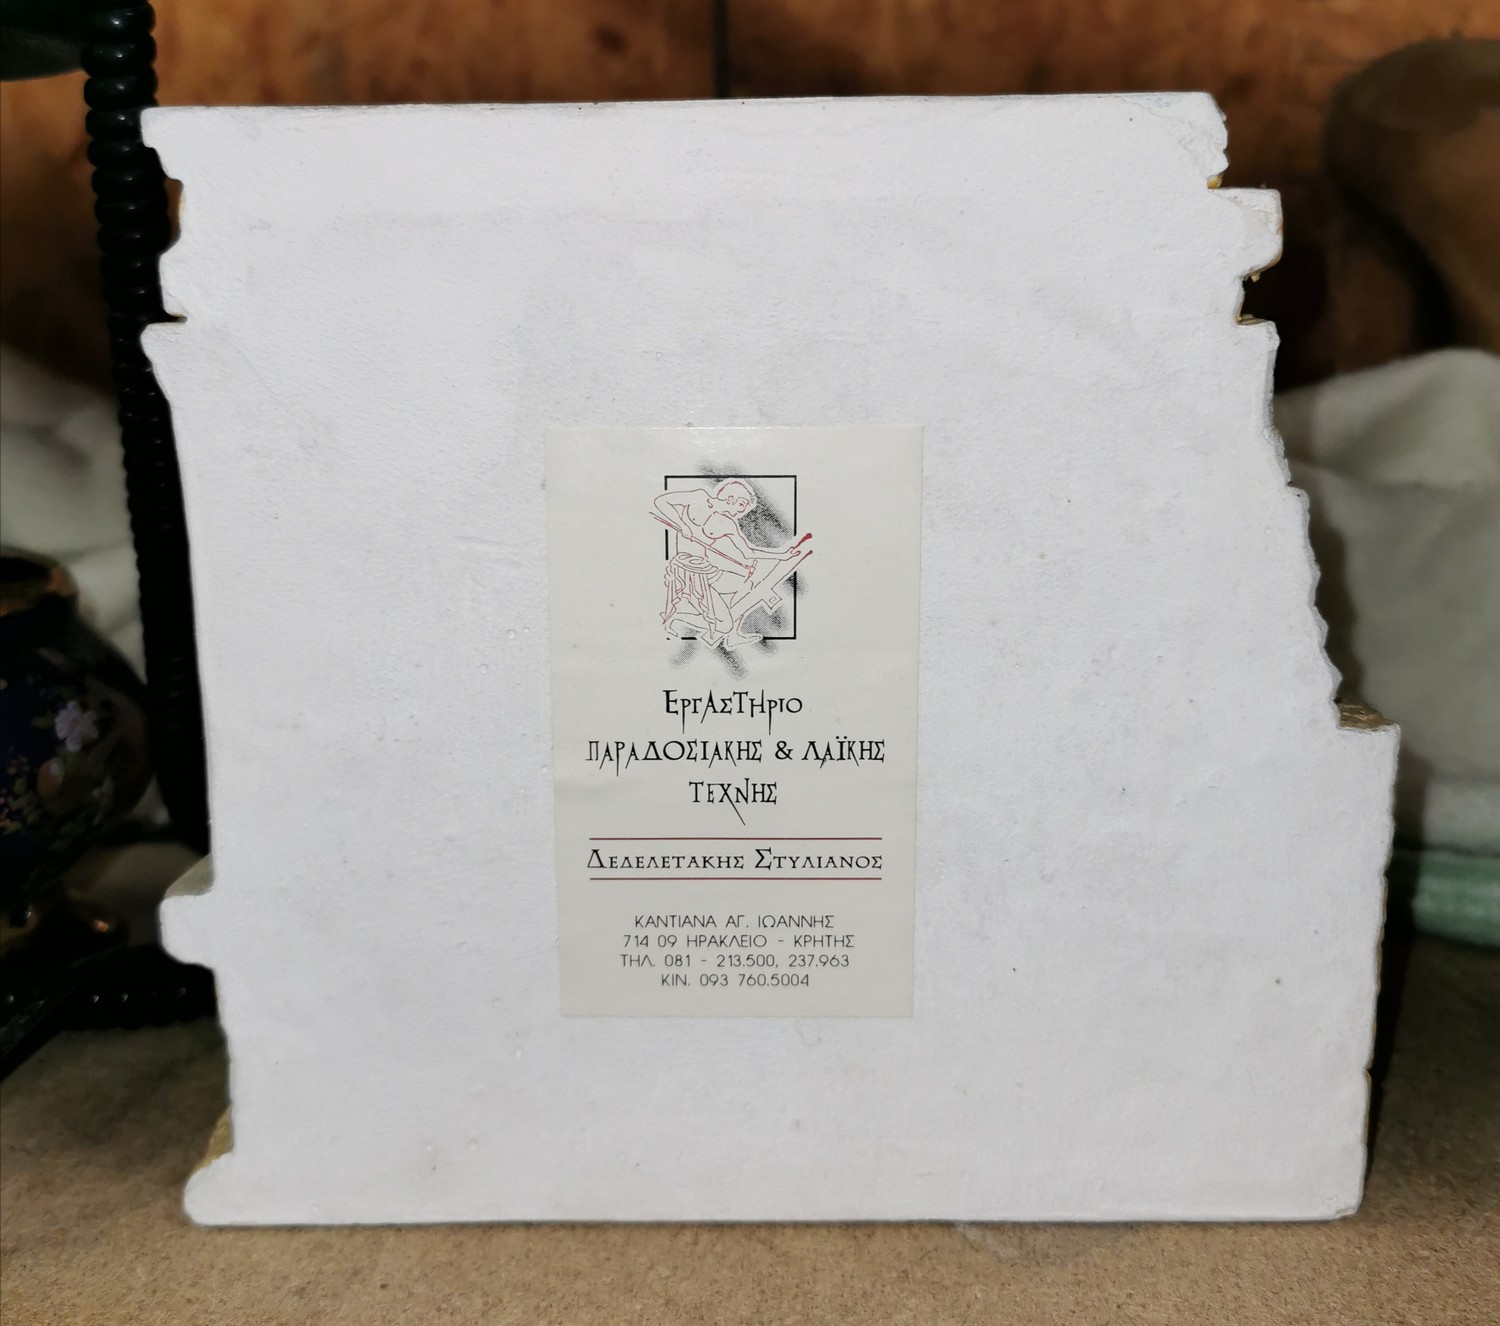 ΕργΑΣΤΗριο
ΠΑΡΑΔΟΣΙΑΚΗΣ & ΛΑΪΚΗΣ
ΤΕΧΝΗΣ
ΔΕΔΕΛΕΤΑΚΗΣ ΣΤΥΛΙΑΝΟΣ
ΚΑΝΤΙΑΝΑ ΑΓ. ΙΩΑΝΝΗΣ
714 09 ΗΡΑΚΛΕΙΟ - ΚΡΗΤΗΣ
ΤΗΛ. 081 - 213.500, 237.963
ΚΙΝ. 093 760.5004